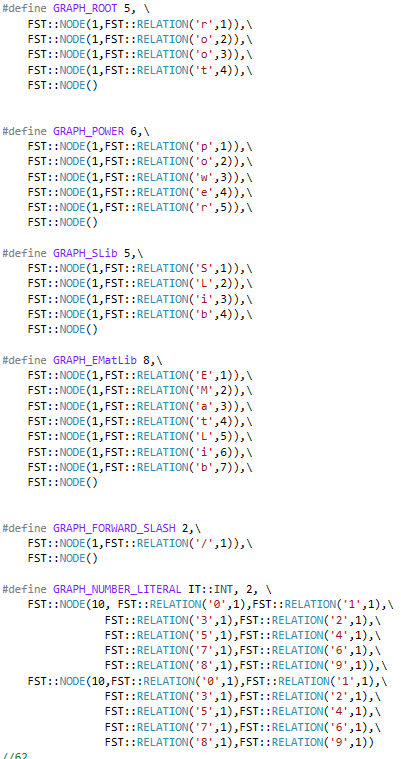 #define GRAPH_ROOT 5, \
FST::NODE(1,FST::RELATION('r',1)),\
FST::NODE(1,FST::RELATION('o',2)),\
FST::NODE(1,FST::RELATION('o',3)),\
FST::NODE(1,FST::RELATION('t',4)),\
FST::NODE()
#define GRAPH_POWER 6,\
FST::NODE(1,FST::RELATION('p',1)),\
FST::NODE(1,FST::RELATION('o',2)),\
FST::NODE(1,FST::RELATION('w',3)),\
FST::NODE(1,FST::RELATION('e',4)),\
FST::NODE(1,FST::RELATION('r',5)),\
FST::NODE()
#define GRAPH_SLib 5,\
FST::NODE(1,FST::RELATION('S',1)),\
FST::NODE(1,FST::RELATION('L',2)),\
FST::NODE(1,FST::RELATION('i',3)),\
FST::NODE(1,FST::RELATION('b',4)),\
FST::NODE()
#define GRAPH_EMatLib 8,\
FST::NODE(1,FST::RELATION('E',1)),\
FST::NODE(1,FST::RELATION('M',2)),\
FST::NODE(1,FST::RELATION('a',3)),\
FST::NODE(1,FST::RELATION('t',4)),\
FST::NODE(1,FST::RELATION('L',5)),\
FST::NODE(1,FST::RELATION('i',6)),\
FST::NODE(1,FST::RELATION('b',7)),\
FST::NODE()
#define GRAPH_FORWARD_SLASH 2,\
FST::NODE(1,FST::RELATION('/',1)),\
FST::NODE()
#define GRAPH_NUMBER_LITERAL IT::INT, 2, \
FST::NODE(10, FST::RELATION('0',1),FST::RELATION('1',1),\
FST::RELATION('3',1),FST::RELATION('2',1),\
FST::RELATION('5',1),FST::RELATION('4',1),\
FST::RELATION('7',1),FST::RELATION('6',1),\
FST::RELATION('8',1),FST::RELATION('9',1)),\
FST::NODE(10,FST::RELATION('0',1),FST::RELATION('1',1),\
FST::RELATION('3',1),FST::RELATION('2',1),\
FST::RELATION('5',1),FST::RELATION('4',1),\
FST::RELATION('7',1),FST::RELATION('6',1),\
FST::RELATION('8',1),FST::RELATION('9',1))